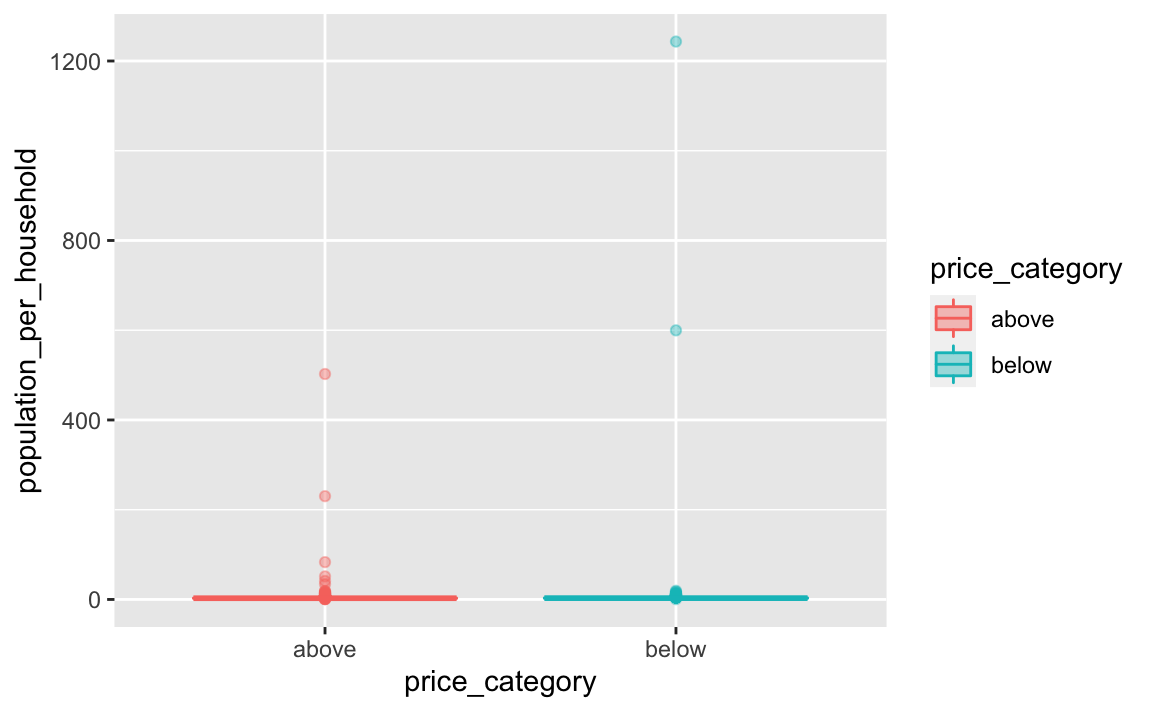 1200
800
400
0
population_per_household
above
below
price_category
price_category
above
below